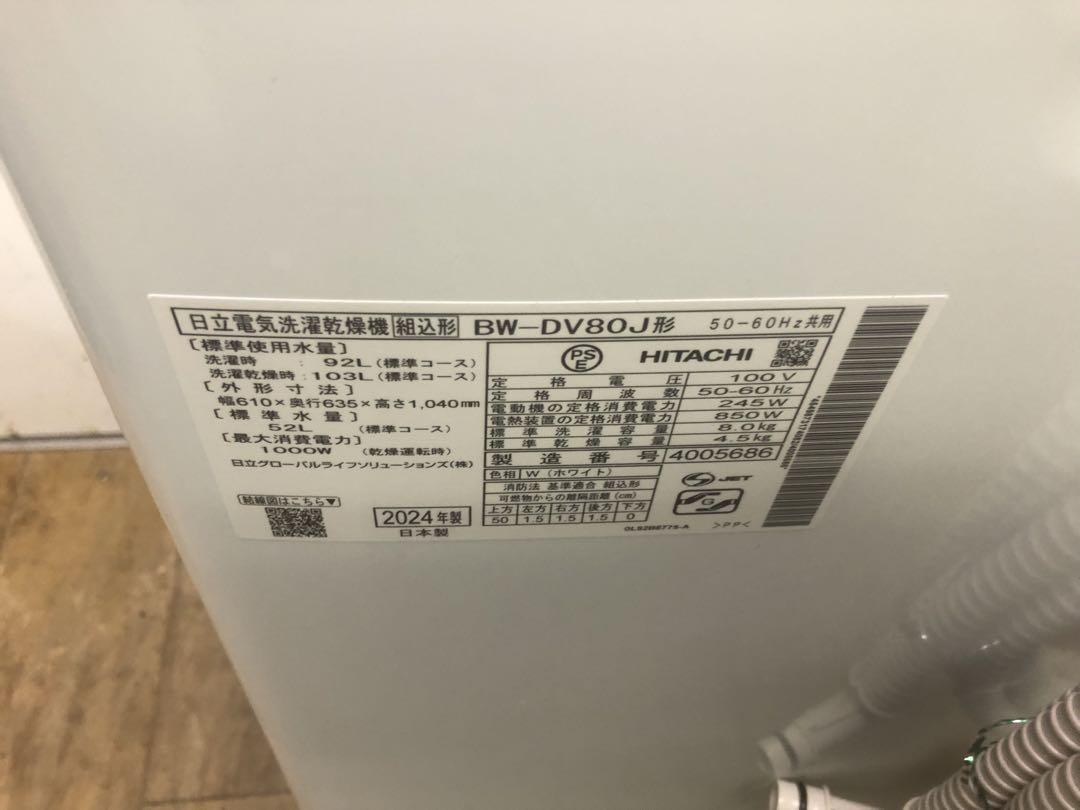 日立電気洗濯乾燥機 組込形 BW-DV80J形 50-60Hz共用
[標準使用水量]
洗濯時 : 92L (標準コース)
洗濯乾燥時 : 103L (標準コース)
[外形寸法]
幅610×奥行635×高さ1,040mm
[標準水量]
52L (標準コース)
[最大消費電力]
1000W (乾燥運転時)
日立グローバルライフソリューションズ(株)
結線図はこちら▼
2024年製
日本製
PSE HITACHI
定格電圧 100V
定格周波数 50-60Hz
電動機の定格消費電力 245W
電熱装置の定格消費電力 850W
標準洗濯容量 8.0kg
標準乾燥容量 4.5kg
製造番号 4005686
色相 W (ホワイト)
消防法 基準適合 組込形
可燃物からの離隔距離(cm)
上方 左方 右方 後方 下方
50 1.5 1.5 1.5 0
JET
G
>PP<